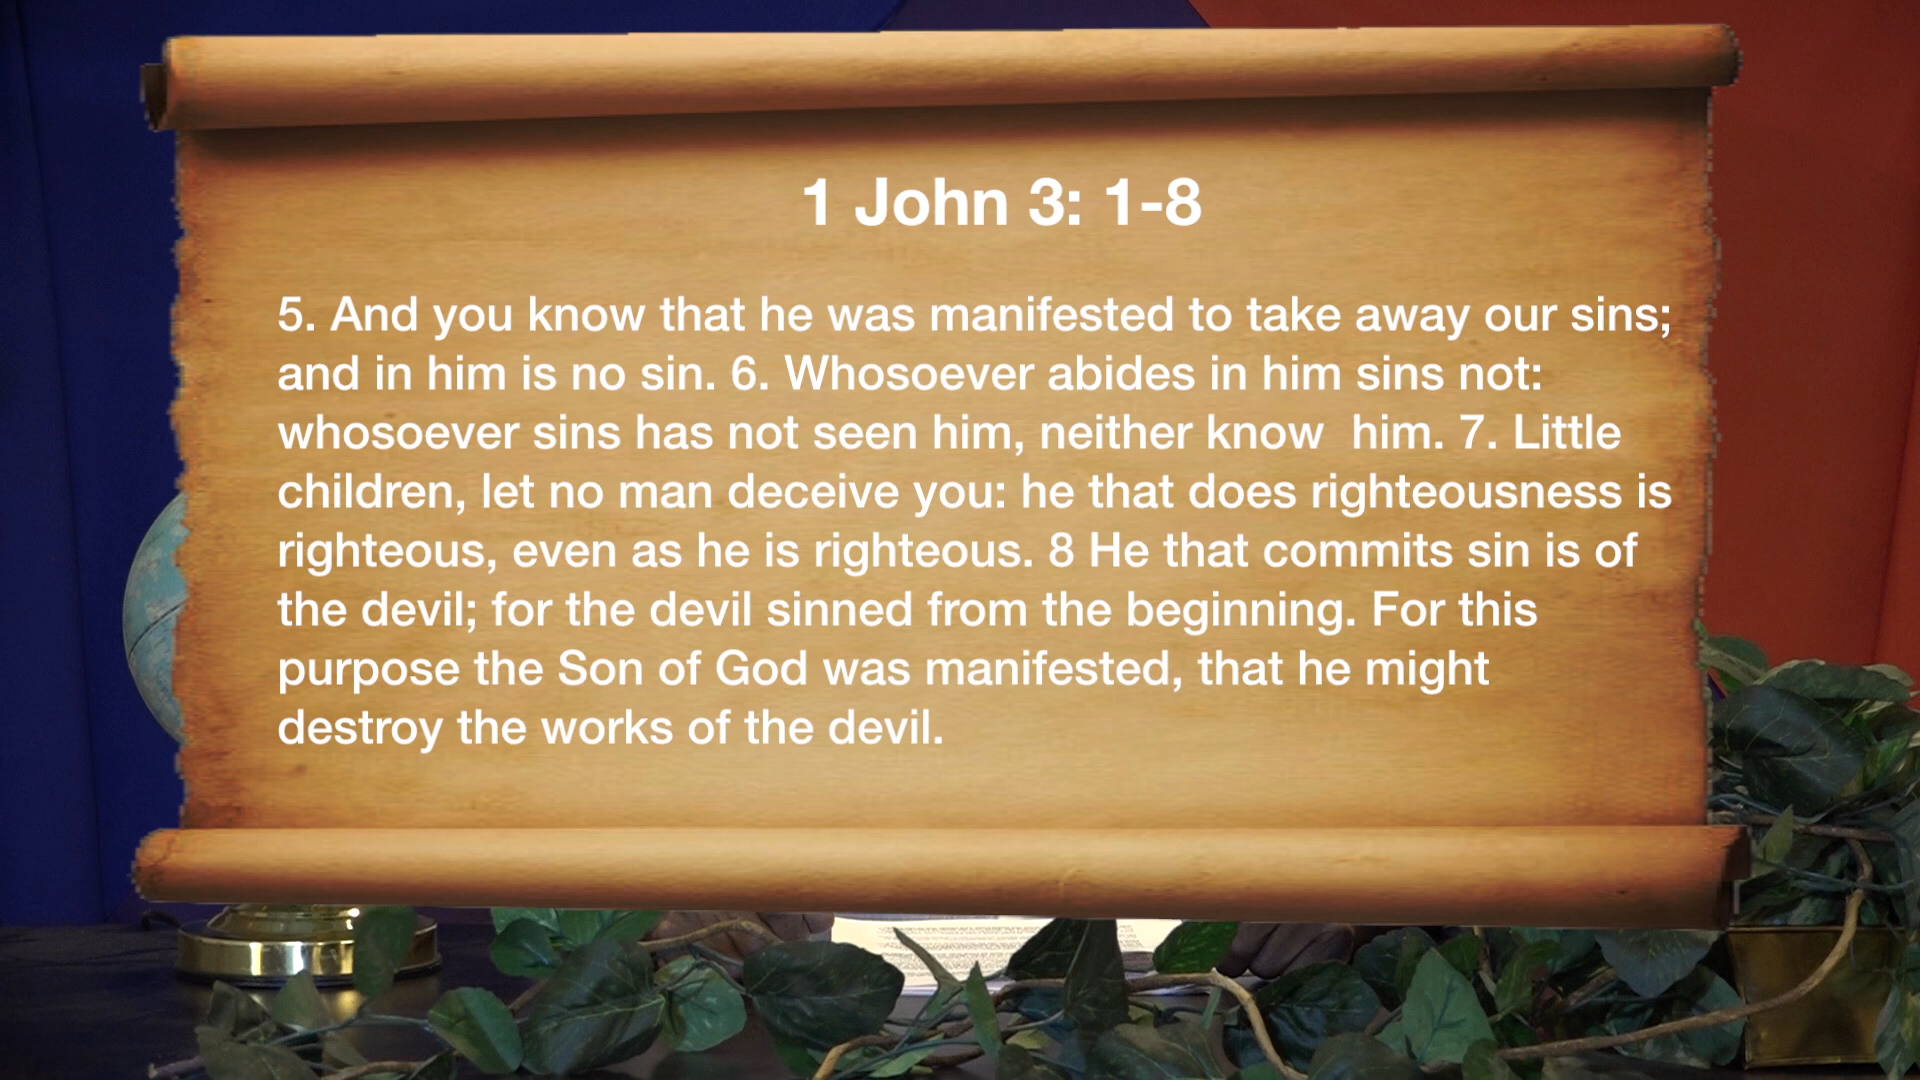 1 John 3: 1-8
5. And you know that he was manifested to take away our sins;
and in him is no sin. 6. Whosoever abides in him sins not:
whosoever sins has not seen him, neither know  him. 7. Little
children, let no man deceive you: he that does righteousness is
righteous, even as he is righteous. 8 He that commits sin is of
the devil; for the devil sinned from the beginning. For this
purpose the Son of God was manifested, that he might
destroy the works of the devil.